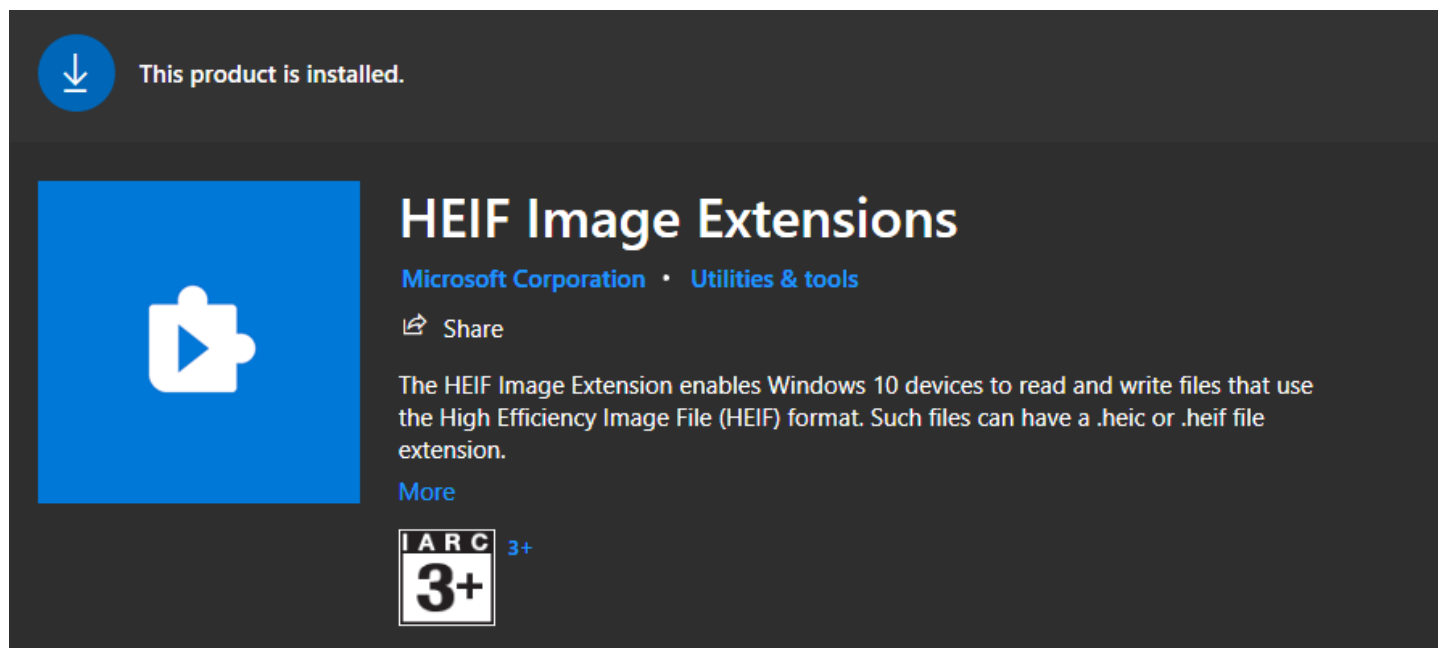 This product is installed.
HEIF Image Extensions
Microsoft Corporation • Utilities & tools
Share
The HEIF Image Extension enables Windows 10 devices to read and write files that use
the High Efficiency Image File (HEIF) format. Such files can have a .heic or .heif file
extension.
More
IARC
3+
3+